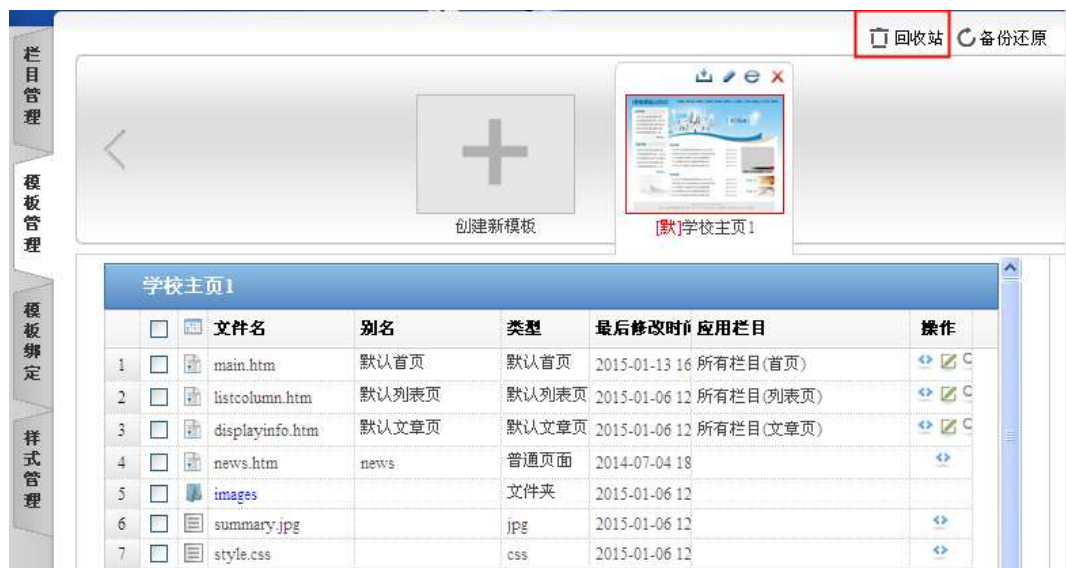 回收站 备份还原
栏目管理
模板管理
模板绑定
样式管理
创建新模板
[默]学校主页1
学校主页1
文件名 别名 类型 最后修改时间 应用栏目 操作
1 main.htm 默认首页 默认首页 2015-01-13 16 所有栏目(首页)
2 listcolumn.htm 默认列表页 默认列表页 2015-01-06 12 所有栏目(列表页)
3 displayinfo.htm 默认文章页 默认文章页 2015-01-06 12 所有栏目(文章页)
4 news.htm news 普通页面 2014-07-04 18
5 images 文件夹 2015-01-06 12
6 summary.jpg jpg 2015-01-06 12
7 style.css css 2015-01-06 12